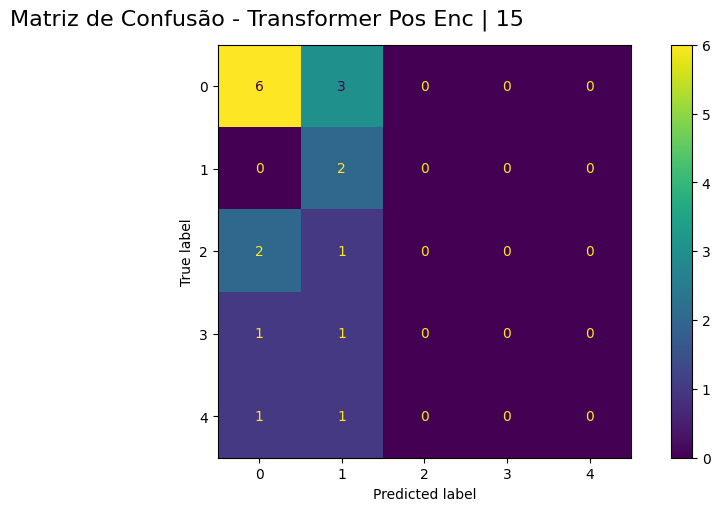 Matriz de Confusão - Transformer Pos Enc | 15
0 6 3 0 0 0
1 0 2 0 0 0
2 2 1 0 0 0
3 1 1 0 0 0
4 1 1 0 0 0
0 1 2 3 4
True label
Predicted label
6
5
4
3
2
1
0